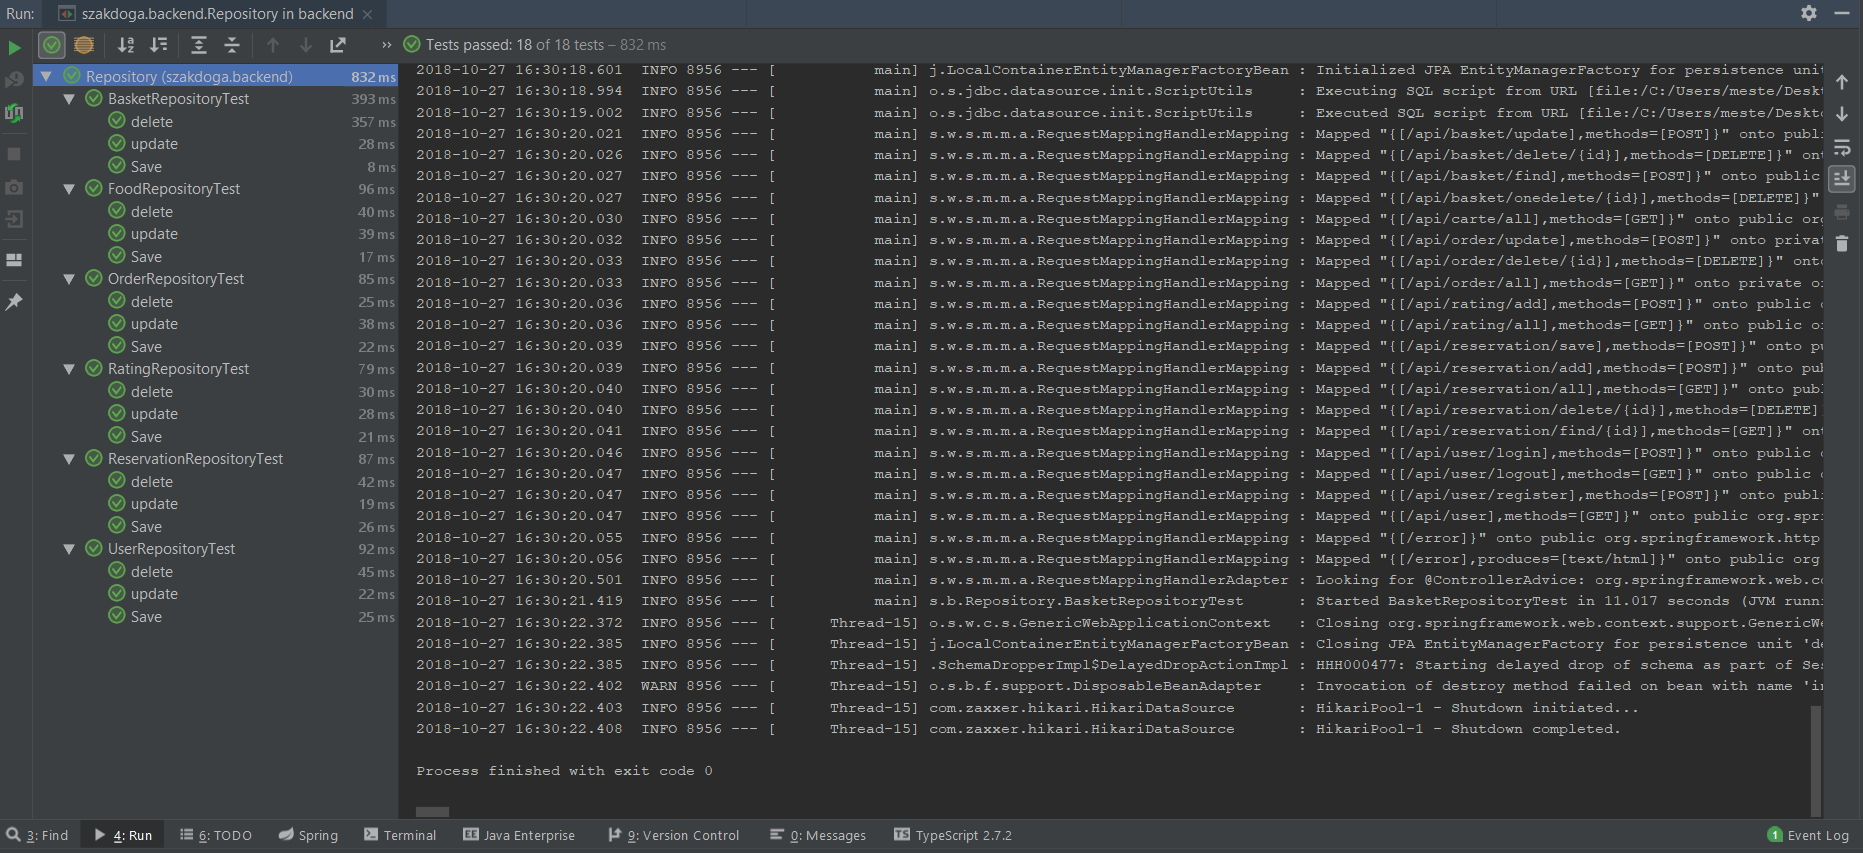 Run: szakdoga.backend.Repository in backend ×
» Tests passed: 18 of 18 tests – 832 ms
Repository (szakdoga.backend) 832 ms
BasketRepositoryTest 393 ms
delete 357 ms
update 28 ms
Save 8 ms
FoodRepositoryTest 96 ms
delete 40 ms
update 39 ms
Save 17 ms
OrderRepositoryTest 85 ms
delete 25 ms
update 38 ms
Save 22 ms
RatingRepositoryTest 79 ms
delete 30 ms
update 28 ms
Save 21 ms
ReservationRepositoryTest 87 ms
delete 42 ms
update 19 ms
Save 26 ms
UserRepositoryTest 92 ms
delete 45 ms
update 22 ms
Save 25 ms
2018-10-27 16:30:18.601 INFO 8956 --- [ main] j.LocalContainerEntityManagerFactoryBean : Initialized JPA EntityManagerFactory for persistence unit
2018-10-27 16:30:18.994 INFO 8956 --- [ main] o.s.jdbc.datasource.init.ScriptUtils : Executing SQL script from URL [file:/C:/Users/meste/Deskt
2018-10-27 16:30:19.002 INFO 8956 --- [ main] o.s.jdbc.datasource.init.ScriptUtils : Executed SQL script from URL [file:/C:/Users/meste/Deskto
2018-10-27 16:30:20.021 INFO 8956 --- [ main] s.w.s.m.m.a.RequestMappingHandlerMapping : Mapped "{[/api/basket/update],methods=[POST]}" onto publ
2018-10-27 16:30:20.026 INFO 8956 --- [ main] s.w.s.m.m.a.RequestMappingHandlerMapping : Mapped "{[/api/basket/delete/{id}],methods=[DELETE]}" ont
2018-10-27 16:30:20.027 INFO 8956 --- [ main] s.w.s.m.m.a.RequestMappingHandlerMapping : Mapped "{[/api/basket/find],methods=[POST]}" onto public
2018-10-27 16:30:20.027 INFO 8956 --- [ main] s.w.s.m.m.a.RequestMappingHandlerMapping : Mapped "{[/api/basket/onedelete/{id}],methods=[DELETE]}"
2018-10-27 16:30:20.030 INFO 8956 --- [ main] s.w.s.m.m.a.RequestMappingHandlerMapping : Mapped "{[/api/carte/all],methods=[GET]}" onto public org
2018-10-27 16:30:20.032 INFO 8956 --- [ main] s.w.s.m.m.a.RequestMappingHandlerMapping : Mapped "{[/api/order/update],methods=[POST]}" onto privat
2018-10-27 16:30:20.033 INFO 8956 --- [ main] s.w.s.m.m.a.RequestMappingHandlerMapping : Mapped "{[/api/order/delete/{id}],methods=[DELETE]}" onto
2018-10-27 16:30:20.033 INFO 8956 --- [ main] s.w.s.m.m.a.RequestMappingHandlerMapping : Mapped "{[/api/order/all],methods=[GET]}" onto private o
2018-10-27 16:30:20.036 INFO 8956 --- [ main] s.w.s.m.m.a.RequestMappingHandlerMapping : Mapped "{[/api/rating/add],methods=[POST]}" onto public
2018-10-27 16:30:20.036 INFO 8956 --- [ main] s.w.s.m.m.a.RequestMappingHandlerMapping : Mapped "{[/api/rating/all],methods=[GET]}" onto public o
2018-10-27 16:30:20.039 INFO 8956 --- [ main] s.w.s.m.m.a.RequestMappingHandlerMapping : Mapped "{[/api/reservation/save],methods=[POST]}" onto p
2018-10-27 16:30:20.039 INFO 8956 --- [ main] s.w.s.m.m.a.RequestMappingHandlerMapping : Mapped "{[/api/reservation/add],methods=[POST]}" onto pu
2018-10-27 16:30:20.040 INFO 8956 --- [ main] s.w.s.m.m.a.RequestMappingHandlerMapping : Mapped "{[/api/reservation/all],methods=[GET]}" onto pub
2018-10-27 16:30:20.040 INFO 8956 --- [ main] s.w.s.m.m.a.RequestMappingHandlerMapping : Mapped "{[/api/reservation/delete/{id}],methods=[DELETE]
2018-10-27 16:30:20.041 INFO 8956 --- [ main] s.w.s.m.m.a.RequestMappingHandlerMapping : Mapped "{[/api/reservation/find/{id}],methods=[GET]}" ont
2018-10-27 16:30:20.046 INFO 8956 --- [ main] s.w.s.m.m.a.RequestMappingHandlerMapping : Mapped "{[/api/user/login],methods=[POST]}" onto public
2018-10-27 16:30:20.047 INFO 8956 --- [ main] s.w.s.m.m.a.RequestMappingHandlerMapping : Mapped "{[/api/user/logout],methods=[GET]}" onto public
2018-10-27 16:30:20.047 INFO 8956 --- [ main] s.w.s.m.m.a.RequestMappingHandlerMapping : Mapped "{[/api/user/register],methods=[POST]}" onto publ
2018-10-27 16:30:20.047 INFO 8956 --- [ main] s.w.s.m.m.a.RequestMappingHandlerMapping : Mapped "{[/api/user],methods=[GET]}" onto public org.spr
2018-10-27 16:30:20.055 INFO 8956 --- [ main] s.w.s.m.m.a.RequestMappingHandlerMapping : Mapped "{[/error]}" onto public org.springframework.http
2018-10-27 16:30:20.056 INFO 8956 --- [ main] s.w.s.m.m.a.RequestMappingHandlerMapping : Mapped "{[/error],produces=[text/html]}" onto public org
2018-10-27 16:30:20.501 INFO 8956 --- [ main] s.w.s.m.m.a.RequestMappingHandlerAdapter : Looking for @ControllerAdvice: org.springframework.web.co
2018-10-27 16:30:21.419 INFO 8956 --- [ main] s.b.Repository.BasketRepositoryTest : Started BasketRepositoryTest in 11.017 seconds (JVM runn
2018-10-27 16:30:22.372 INFO 8956 --- [ Thread-15] o.s.w.c.s.GenericWebApplicationContext : Closing org.springframework.web.context.support.GenericWe
2018-10-27 16:30:22.385 INFO 8956 --- [ Thread-15] j.LocalContainerEntityManagerFactoryBean : Closing JPA EntityManagerFactory for persistence unit 'de
2018-10-27 16:30:22.385 INFO 8956 --- [ Thread-15] .SchemaDropperImpl$DelayedDropActionImpl : HHH000477: Starting delayed drop of schema as part of Ses
2018-10-27 16:30:22.402 WARN 8956 --- [ Thread-15] o.s.b.f.support.DisposableBeanAdapter : Invocation of destroy method failed on bean with name 'in
2018-10-27 16:30:22.403 INFO 8956 --- [ Thread-15] com.zaxxer.hikari.HikariDataSource : HikariPool-1 - Shutdown initiated...
2018-10-27 16:30:22.408 INFO 8956 --- [ Thread-15] com.zaxxer.hikari.HikariDataSource : HikariPool-1 - Shutdown completed.
Process finished with exit code 0
3: Find 4: Run 6: TODO Spring Terminal Java Enterprise 9: Version Control 0: Messages TypeScript 2.7.2 1 Event Log